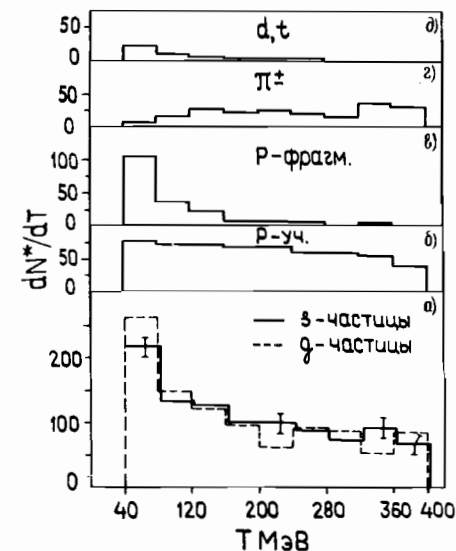 д)
50
0
d,t
г)
50
0
π±
в)
100
50
0
P-фрагм.
P-уч.
б)
50
0
а)
s-частицы
g-частицы
200
100
0
dN*/dT
40 120 200 280 360 400
T МэВ